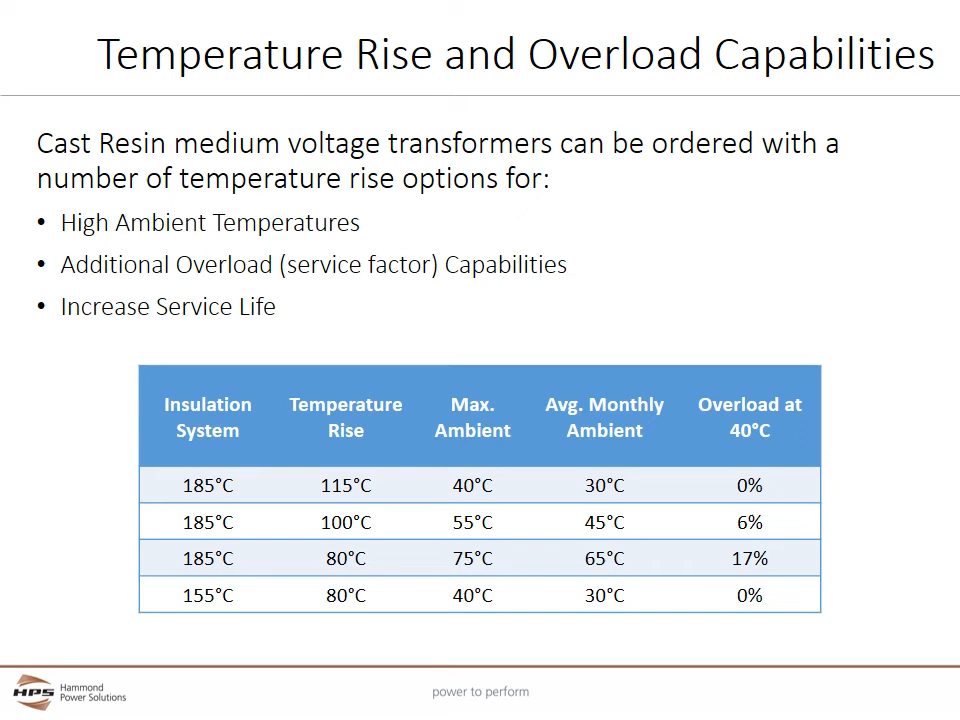 Temperature Rise and Overload Capabilities
Cast Resin medium voltage transformers can be ordered with a
number of temperature rise options for:
• High Ambient Temperatures
• Additional Overload (service factor) Capabilities
• Increase Service Life
Insulation System Temperature Rise Max. Ambient Avg. Monthly Ambient Overload at 40°C
185°C 115°C 40°C 30°C 0%
185°C 100°C 55°C 45°C 6%
185°C 80°C 75°C 65°C 17%
155°C 80°C 40°C 30°C 0%
HPS Hammond
Power Solutions
power to perform